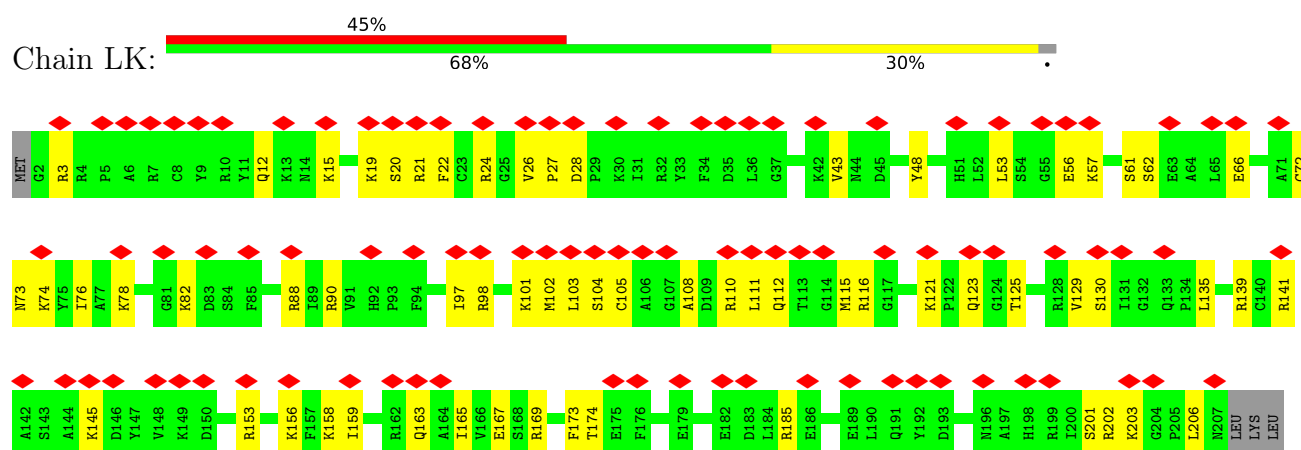 45%
Chain LK:
68% 30% •
MET G2 R3 R4 P5 A6 R7 C8 Y9 R10 Y11 Q12 K13 N14 K15 K19 S20 R21 F22 C23 R24 G25 V26 P27 D28 P29 K30 I31 R32 Y33 F34 D35 L36 G37 K42 V43 N44 D45 Y48 H51 L52 L53 S54 G55 E56 K57 S61 S62 E63 A64 L65 E66 A71 C72
N73 K74 Y75 I76 A77 K78 G81 K82 D83 S84 F85 R88 I89 R90 V91 H92 P93 F94 I97 R98 K101 M102 L103 S104 C105 A106 G107 A108 D109 R110 L111 Q112 T113 G114 M115 R116 G117 K121 P122 Q123 G124 T125 R128 V129 S130 I131 G132 Q133 P134 L135 R139 C140 R141
A142 S143 A144 K145 D146 Y147 V148 K149 D150 R153 K156 F157 K158 I159 R162 Q163 A164 I165 V166 E167 S168 R169 F173 T174 E175 F176 E179 E182 D183 L184 R185 E186 E189 L190 Q191 Y192 D193 N196 A197 H198 R199 I200 S201 R202 K203 G204 P205 L206 N207 LEU LYS LEU